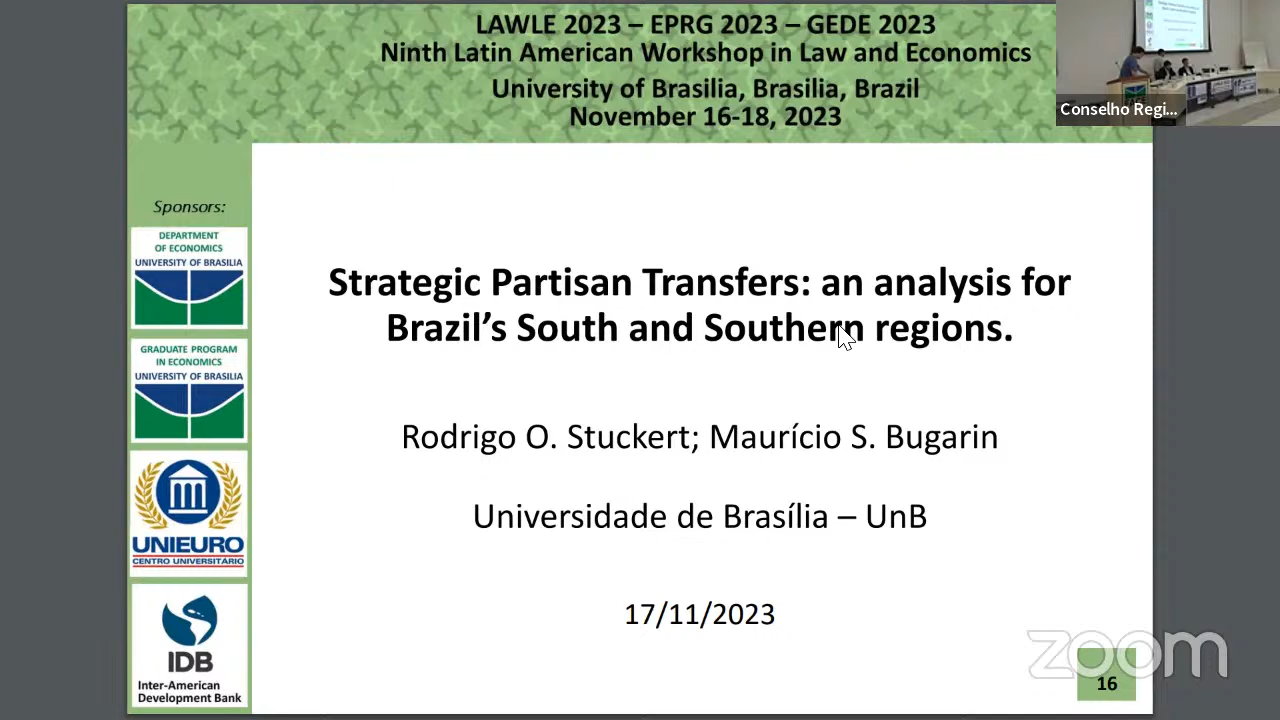 LAWLE 2023 – EPRG 2023 – GEDE 2023
Ninth Latin American Workshop in Law and Economics
University of Brasilia, Brasilia, Brazil
November 16-18, 2023
Conselho Regi...
Sponsors:
DEPARTMENT
OF ECONOMICS
UNIVERSITY OF BRASILIA
GRADUATE PROGRAM
IN ECONOMICS
UNIVERSITY OF BRASILIA
UNIEURO
CENTRO UNIVERSITÁRIO
IDB
Inter-American
Development Bank
Strategic Partisan Transfers: an analysis for
Brazil’s South and Southern regions.
Rodrigo O. Stuckert; Maurício S. Bugarin
Universidade de Brasília – UnB
17/11/2023
zoom
16